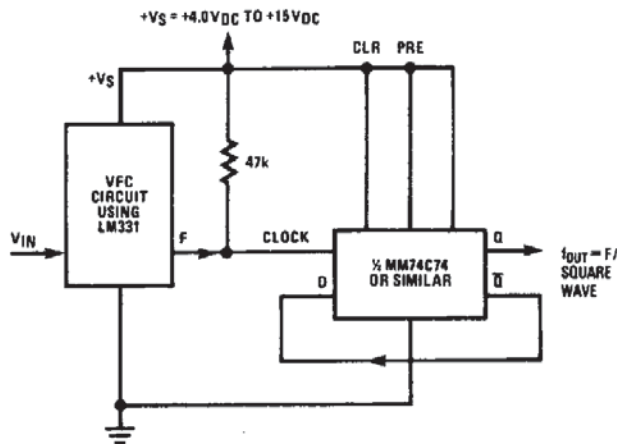 +VS = +4.0VDC TO +15VDC
CLR PRE
+VS
47k
VFC
CIRCUIT
USING
LM331
VIN
F
CLOCK
D
½ MM74C74
OR SIMILAR
Q
Q̅
fOUT = F/
SQUARE
WAVE